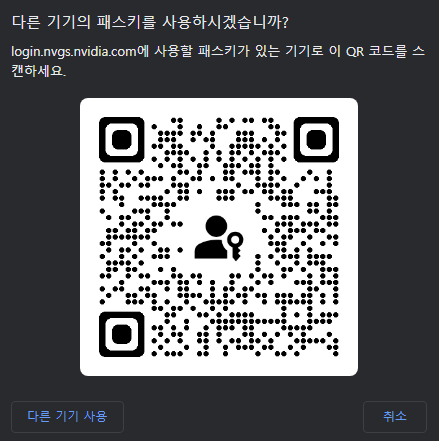 다른 기기의 패스키를 사용하시겠습니까?
login.nvgs.nvidia.com에 사용할 패스키가 있는 기기로 이 QR 코드를 스
캔하세요.
다른 기기 사용
취소